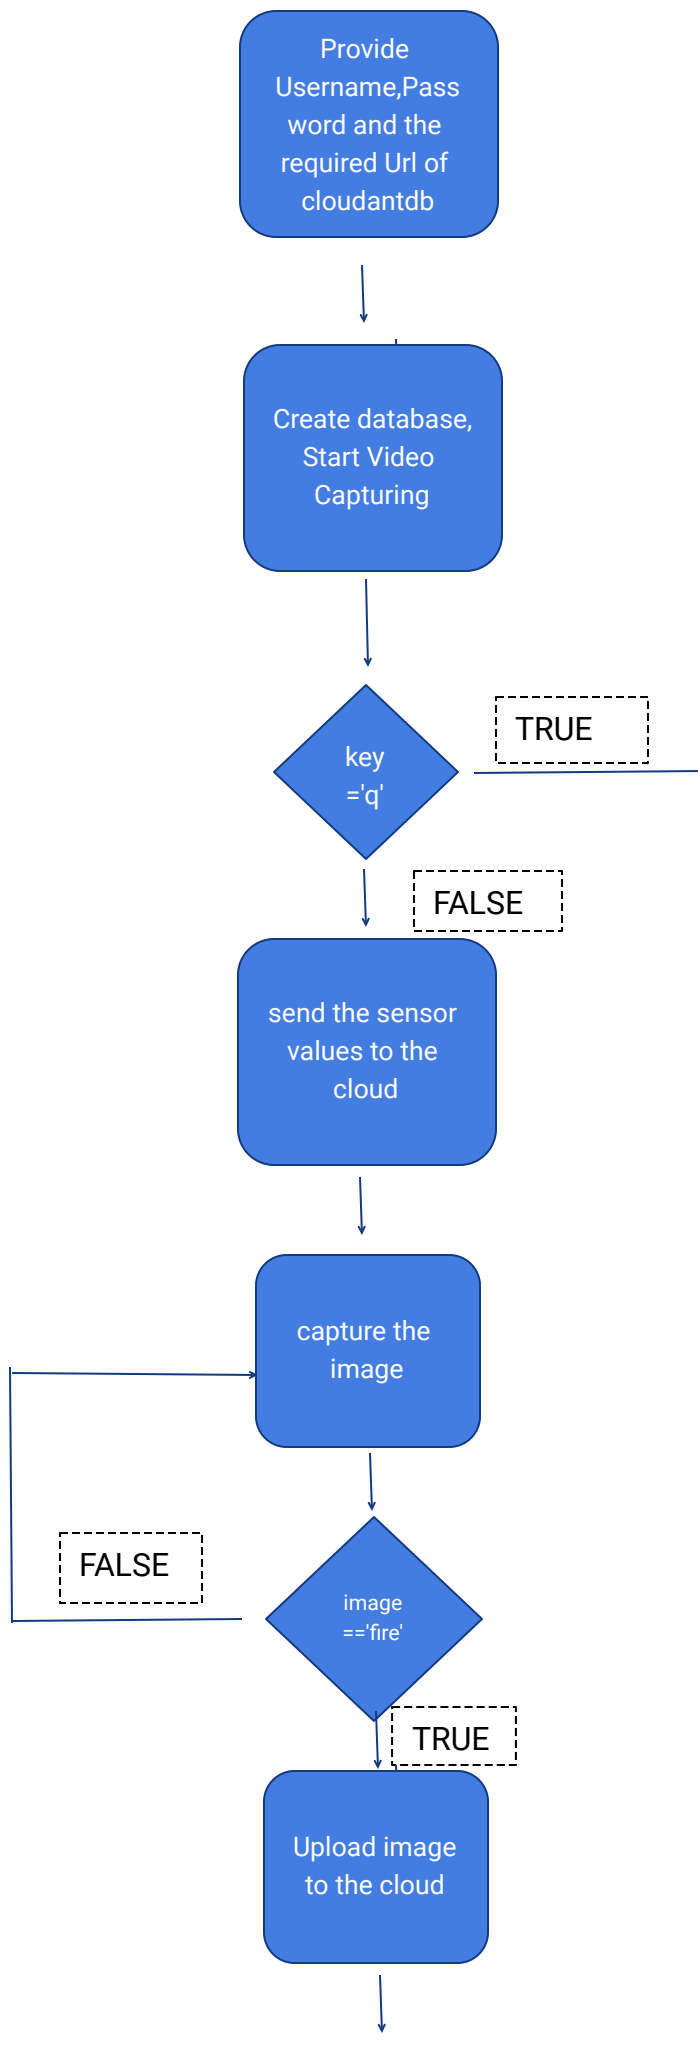 Provide
Username,Pass
word and the
required Url of
cloudantdb
Create database,
Start Video
Capturing
key
='q'
TRUE
FALSE
send the sensor
values to the
cloud
capture the
image
FALSE
image
=='fire'
TRUE
Upload image
to the cloud